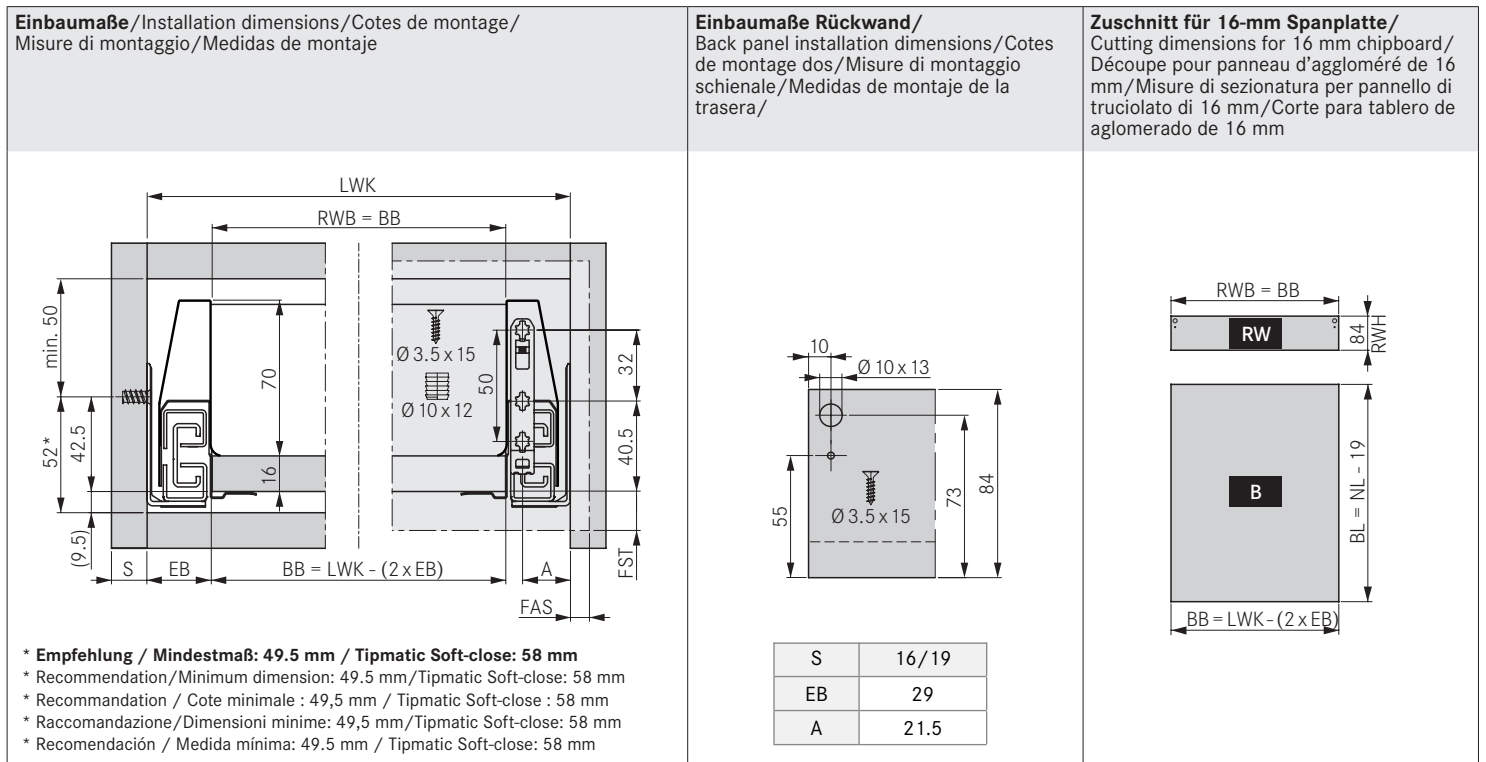 Einbaumaße/Installation dimensions/Cotes de montage/
Misure di montaggio/Medidas de montaje
LWK
RWB = BB
min. 50
52*
42.5
(9.5)
70
16
Ø 3.5 x 15
Ø 10 x 12
50
32
40.5
S
EB
BB = LWK - (2 x EB)
A
FST
FAS
* Empfehlung / Mindestmaß: 49.5 mm / Tipmatic Soft-close: 58 mm
* Recommendation/Minimum dimension: 49.5 mm/Tipmatic Soft-close: 58 mm
* Recommandation / Cote minimale : 49,5 mm / Tipmatic Soft-close : 58 mm
* Raccomandazione/Dimensioni minime: 49,5 mm/Tipmatic Soft-close: 58 mm
* Recomendación / Medida mínima: 49.5 mm / Tipmatic Soft-close: 58 mm
Einbaumaße Rückwand/
Back panel installation dimensions/Cotes
de montage dos/Misure di montaggio
schienale/Medidas de montaje de la
trasera/
10
Ø 10 x 13
55
Ø 3.5 x 15
73
84
S 16/19
EB 29
A 21.5
Zuschnitt für 16-mm Spanplatte/
Cutting dimensions for 16 mm chipboard/
Découpe pour panneau d'aggloméré de 16
mm/Misure di sezionatura per pannello di
truciolato di 16 mm/Corte para tablero de
aglomerado de 16 mm
RWB = BB
RW
84
RWH
B
BL = NL - 19
BB = LWK - (2 x EB)